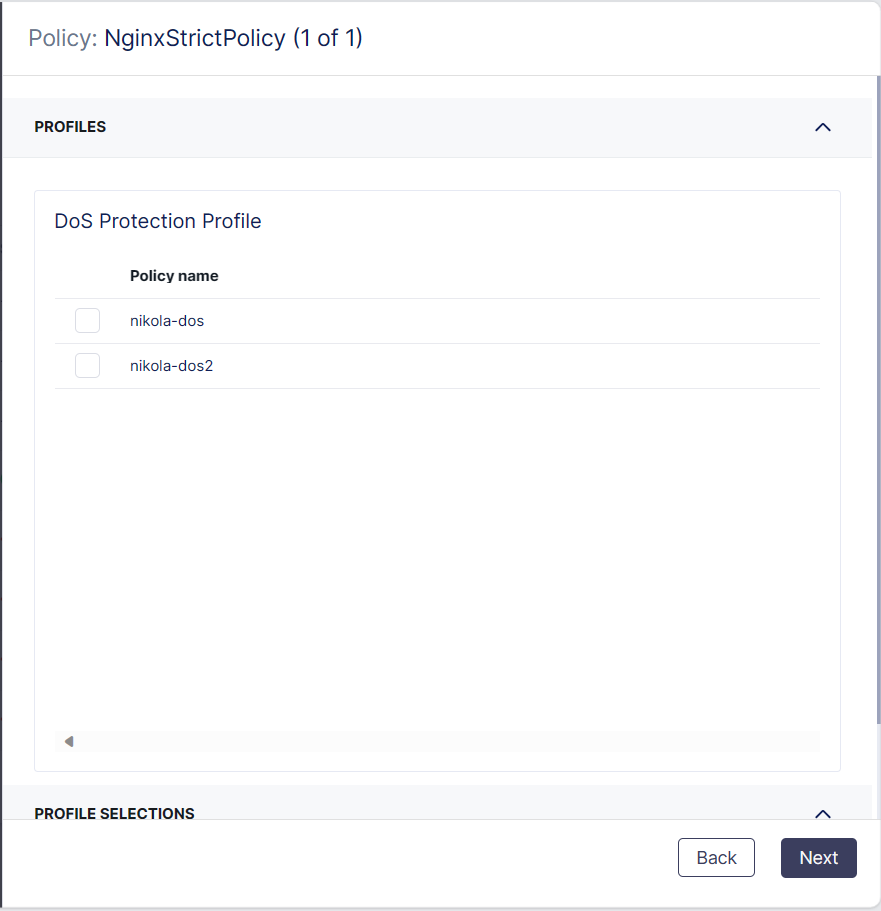 Policy: NginxStrictPolicy (1 of 1)
PROFILES
DoS Protection Profile
Policy name
nikola-dos
nikola-dos2
PROFILE SELECTIONS
Back Next